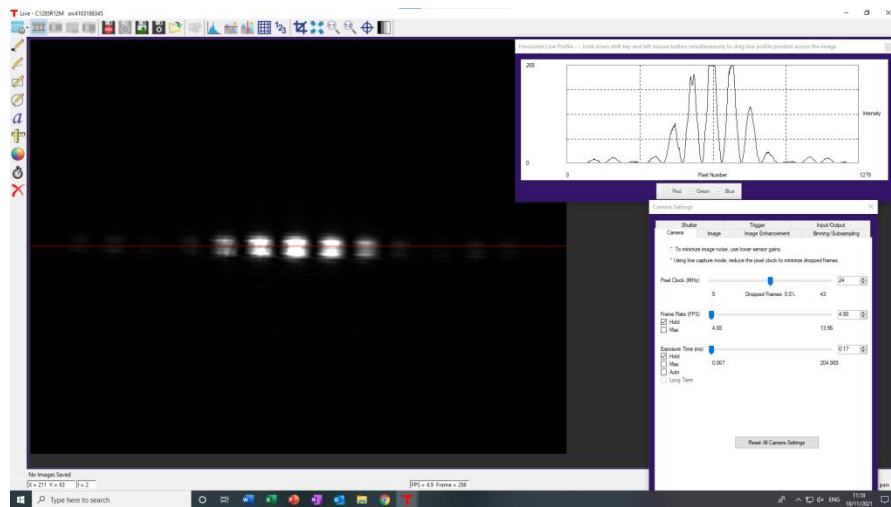 Live - C1285R12M sn:4103188345
Horizontal Line Profile ---- hold down shift key and left mouse button simultaneously to drag line profile position across the image
255
Intensity
0
0 Pixel Number 1279
Red Green Blue
Camera Settings
Shutter Trigger Input/Output
Camera Image Image Enhancement Binning/Subsampling
* To minimize image noise, use lower sensor gains.
* Using live capture mode, reduce the pixel clock to minimize dropped frames.
Pixel Clock (MHz) 24
5 Dropped Frames: 0.0% 43
Frame Rate (FPS) 4.88
Hold
Max 4.88 13.96
Exposure Time (ms) 0.17
Hold
Max 0.067 204.989
Auto
Long Term
Reset All Camera Settings
No Images Saved
X = 211 Y = 63 I = 2 FPS = 4.9 Frame = 286 pan
Type here to search
ENG
11:18
18/11/2021